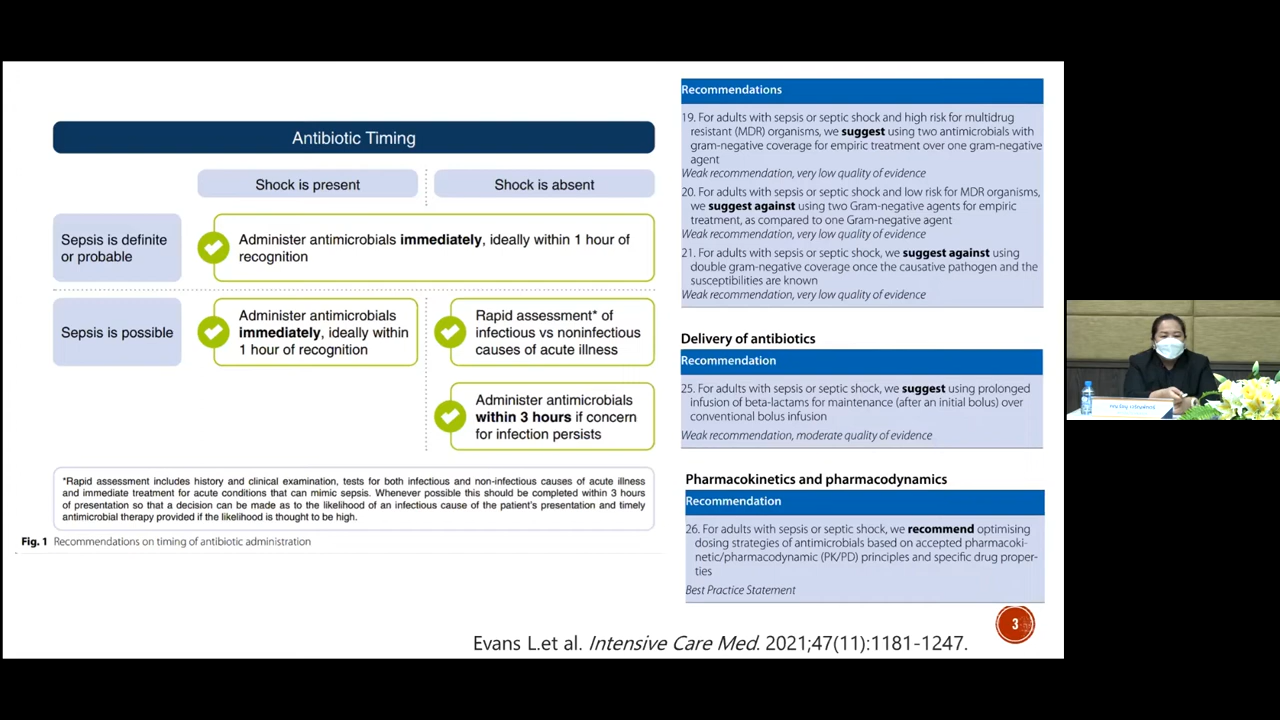 Antibiotic Timing
Shock is present
Shock is absent
Sepsis is definite
or probable
Administer antimicrobials immediately, ideally within 1 hour of
recognition
Sepsis is possible
Administer antimicrobials
immediately, ideally within
1 hour of recognition
Rapid assessment* of
infectious vs noninfectious
causes of acute illness
Administer antimicrobials
within 3 hours if concern
for infection persists
*Rapid assessment includes history and clinical examination, tests for both infectious and non-infectious causes of acute illness
and immediate treatment for acute conditions that can mimic sepsis. Whenever possible this should be completed within 3 hours
of presentation so that a decision can be made as to the likelihood of an infectious cause of the patient's presentation and timely
antimicrobial therapy provided if the likelihood is thought to be high.
Fig. 1 Recommendations on timing of antibiotic administration
Recommendations
19. For adults with sepsis or septic shock and high risk for multidrug
resistant (MDR) organisms, we suggest using two antimicrobials with
gram-negative coverage for empiric treatment over one gram-negative
agent
Weak recommendation, very low quality of evidence
20. For adults with sepsis or septic shock and low risk for MDR organisms,
we suggest against using two Gram-negative agents for empiric
treatment, as compared to one Gram-negative agent
Weak recommendation, very low quality of evidence
21. For adults with sepsis or septic shock, we suggest against using
double gram-negative coverage once the causative pathogen and the
susceptibilities are known
Weak recommendation, very low quality of evidence
Delivery of antibiotics
Recommendation
25. For adults with sepsis or septic shock, we suggest using prolonged
infusion of beta-lactams for maintenance (after an initial bolus) over
conventional bolus infusion
Weak recommendation, moderate quality of evidence
Pharmacokinetics and pharmacodynamics
Recommendation
26. For adults with sepsis or septic shock, we recommend optimising
dosing strategies of antimicrobials based on accepted pharmacoki-
netic/pharmacodynamic (PK/PD) principles and specific drug proper-
ties
Best Practice Statement
3
Evans L.et al. Intensive Care Med. 2021;47(11):1181-1247.